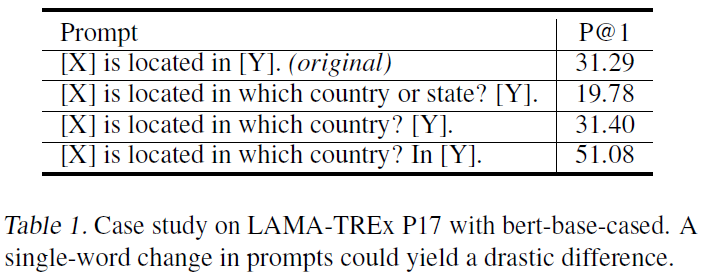 Prompt P@1
[X] is located in [Y]. (original) 31.29
[X] is located in which country or state? [Y]. 19.78
[X] is located in which country? [Y]. 31.40
[X] is located in which country? In [Y]. 51.08
Table 1. Case study on LAMA-TREx P17 with bert-base-cased. A
single-word change in prompts could yield a drastic difference.